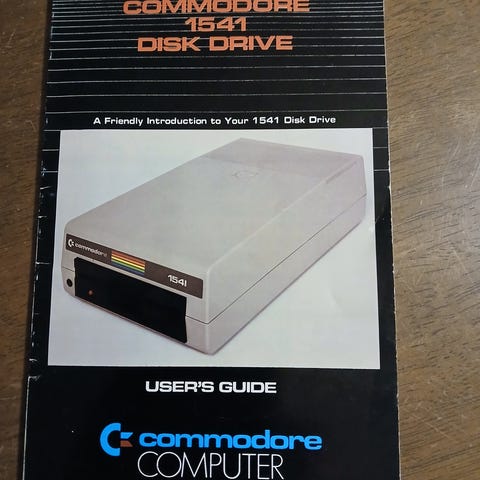 COMMODORE
1541
DISK DRIVE
A Friendly Introduction to Your 1541 Disk Drive
commodore
1541
USER'S GUIDE
commodore
COMPUTER